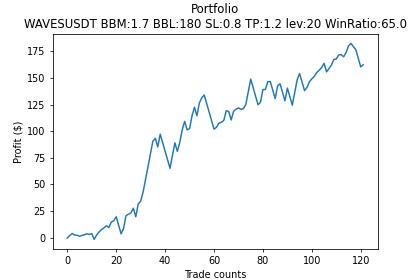 Portfolio
WAVESUSDT BBM:1.7 BBL:180 SL:0.8 TP:1.2 lev:20 WinRatio:65.0
175
150
125
100
75
50
25
0
Profit ($)
0 20 40 60 80 100 120
Trade counts